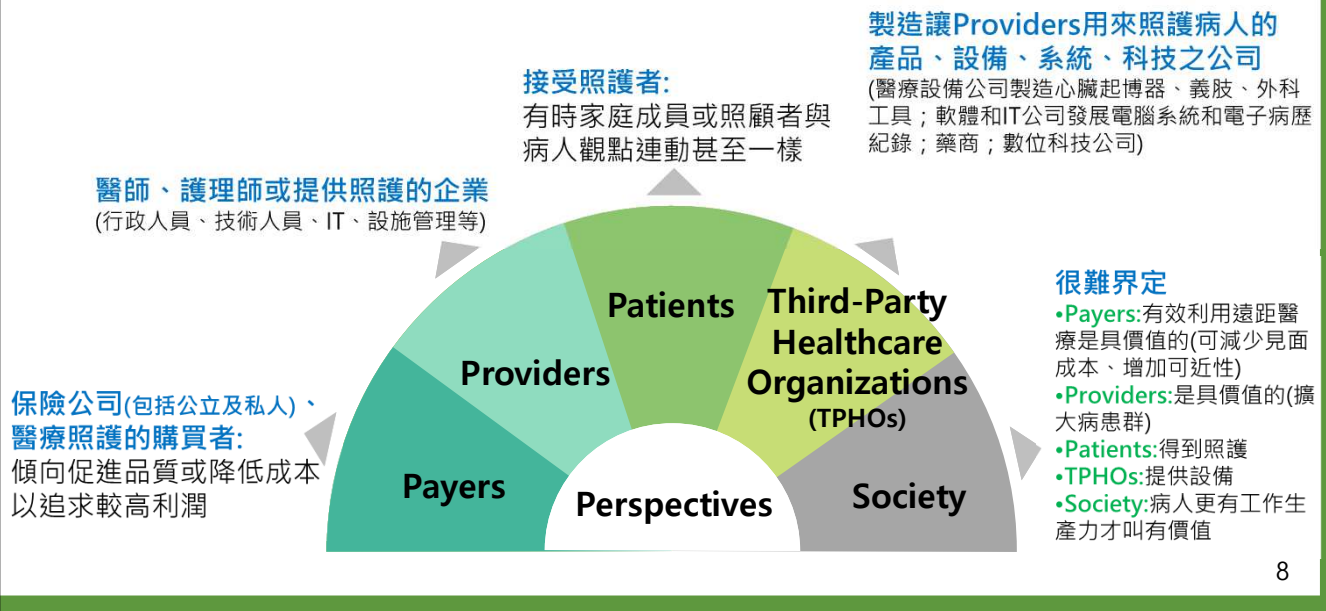 製造讓Providers用來照護病人的
產品、設備、系統、科技之公司
(醫療設備公司製造心臟起博器、義肢、外科
工具；軟體和IT公司發展電腦系統和電子病歷
紀錄；藥商；數位科技公司)
接受照護者:
有時家庭成員或照顧者與
病人觀點連動甚至一樣
醫師、護理師或提供照護的企業
(行政人員、技術人員、IT、設施管理等)
保險公司(包括公立及私人)、
醫療照護的購買者:
傾向促進品質或降低成本
以追求較高利潤
Payers
Providers
Patients
Third-Party
Healthcare
Organizations
(TPHOs)
Society
Perspectives
很難界定
•Payers:有效利用遠距醫
療是具價值的(可減少見面
成本、增加可近性)
•Providers:是具價值的(擴
大病患群)
•Patients:得到照護
•TPHOs:提供設備
•Society:病人更有工作生
產力才叫有價值
8